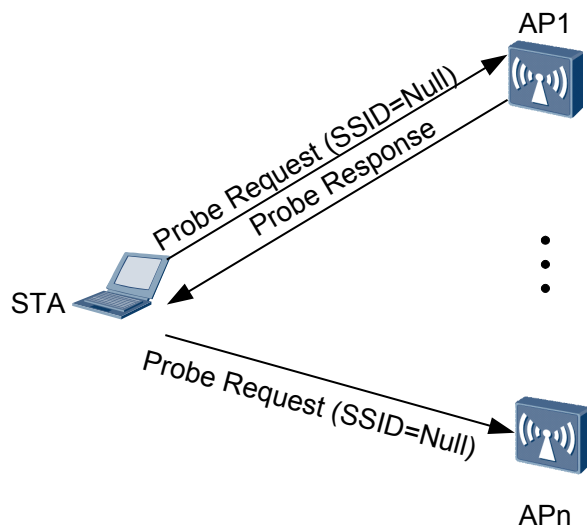 AP1
Probe Request (SSID=Null)
Probe Response
STA
Probe Request (SSID=Null)
APn